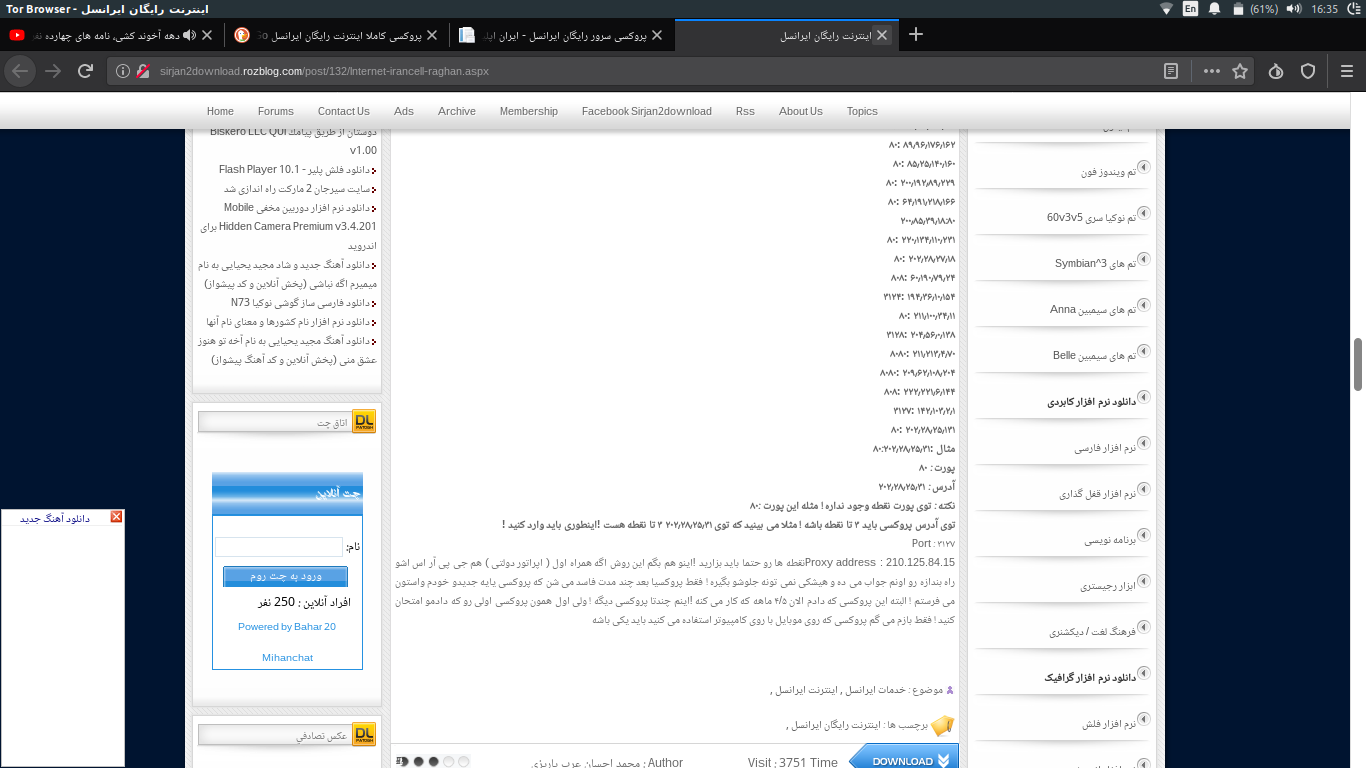 Tor Browser - اینترنت رایگان ایرانسل
En
(61%)
16:35
دهه آخوند کشی، نامه های چهارده نفر
پروکسی کاملا اینترنت رایگان ایرانسل
پروکسی سرور رایگان ایرانسل - ایران اپل
اینترنت رایگان ایرانسل
sirjan2download.rozblog.com/post/132/Internet-irancell-raghan.aspx
Home Forums Contact Us Ads Archive Membership Facebook Sirjan2download Rss About Us Topics
تم ویندوز فون
تم نوکیا سری 60v3v5
تم های Symbian^3
تم های سیمبین Anna
تم های سیمبین Belle
دانلود نرم افزار کابردی
نرم افزار فارسی
نرم افزار قفل گذاری
برنامه نویسی
ابزار رجیستری
فرهنگ لغت / دیکشنری
دانلود نرم افزار گرافیک
نرم افزار فلش
۸۹٫۹۶٫۱۷۶٫۱۶۲ :۸۰
۸۵٫۲۵٫۱۴۰٫۱۶۰ :۸۰
۲۰۰٫۱۹۲٫۸۹٫۲۲۹ :۸۰
۶۴٫۱۹۱٫۲۱۸٫۱۶۶ :۸۰
۲۰۰٫۸۵٫۳۹٫۱۸:۸۰
۲۲۰٫۱۳۴٫۱۱۰٫۲۳۱ :۸۰
۲۰۲٫۲۸٫۲۷٫۱۸ :۸۰
۶۰٫۱۹۰٫۷۹٫۲۴ :۸۰۸
۱۹۴٫۳۶٫۱۰٫۱۵۴ :۳۱۲۴
۲۱۱٫۱۰۰٫۳۴٫۱۱ :۸۰
۲۰۴٫۵۶٫۰٫۱۳۸ :۳۱۲۸
۲۱۱٫۲۱۳٫۴٫۷۰ :۸۰۸۰
۲۰۹٫۶۲٫۱۰۸٫۲۰۴ :۸۰۸۰
۲۲۲٫۲۲۱٫۶٫۱۴۴ :۸۰۸
۱۴۲٫۱۰۲٫۲٫۱ :۳۱۲۷
۲۰۲٫۲۸٫۲۵٫۱۳۱ :۸۰
مثال :۲۰۲٫۲۸٫۲۵٫۳۱:۸۰
پورت: ۸۰
آدرس : ۲۰۲٫۲۸٫۲۵٫۳۱
نکته : توی پورت نقطه وجود نداره ! مثله این پورت :۸۰
توی آدرس پروکسی باید ۳ تا نقطه باشه ! مثلا می بینید که توی ۲۰۲٫۲۸٫۲۵٫۳۱ ۳ تا نقطه هست !اینطوری باید وارد کنید !
Port : ۳۱۲۷
Proxy address : 210.125.84.15نقطه ها رو حتما باید بزارید !اینو هم بگم این روش اگه همراه اول ( اپراتور دولتی ) هم جی پی آر اس اشو
راه بندازه رو اونم جواب می ده و هیشکی نمی تونه جلوشو بگیره ! فقط پروکسیا بعد چند مدت فاسد می شن که پروکسی یایه جدیدو خودم واستون
می فرستم ! البته این پروکسی که دادم الان ۴/۵ ماهه که کار می کنه !اینم چندتا پروکسی دیگه ! ولی اول همون پروکسی اولی رو که دادمو امتحان
کنید ! فقط بازم می گم پروکسی که روی موبایل با روی کامپیوتر استفاده می کنید باید یکی باشه
موضوع : خدمات ایرانسل , اینترنت ایرانسل ,
برچسب ها : اینترنت رایگان ایرانسل ,
DOWNLOAD
Visit : 3751 Time
Author : محمد احسان عرب پاریزی
دوستان از طریق پیامک Biskero LLC QUI
v1.00
دانلود فلش پلیر - Flash Player 10.1
سایت سیرجان 2 مارکت راه اندازی شد
دانلود نرم افزار دوربین مخفی Mobile
Hidden Camera Premium v3.4.201 برای
اندروید
دانلود آهنگ جدید و شاد مجید یحیایی به نام
میمیرم اگه نباشی (پخش آنلاین و کد پیشواز)
دانلود فارسی ساز گوشی نوکیا N73
دانلود نرم افزار نام کشورها و معنای نام آنها
دانلود آهنگ مجید یحیایی به نام آخه تو هنوز
عشق منی (پخش آنلاین و کد آهنگ پیشواز)
اتاق چت
چت آنلاین
نام:
ورود به چت روم
افراد آنلاین : 250 نفر
Powered by Bahar 20
Mihanchat
عکس تصادفي
دانلود آهنگ جدید